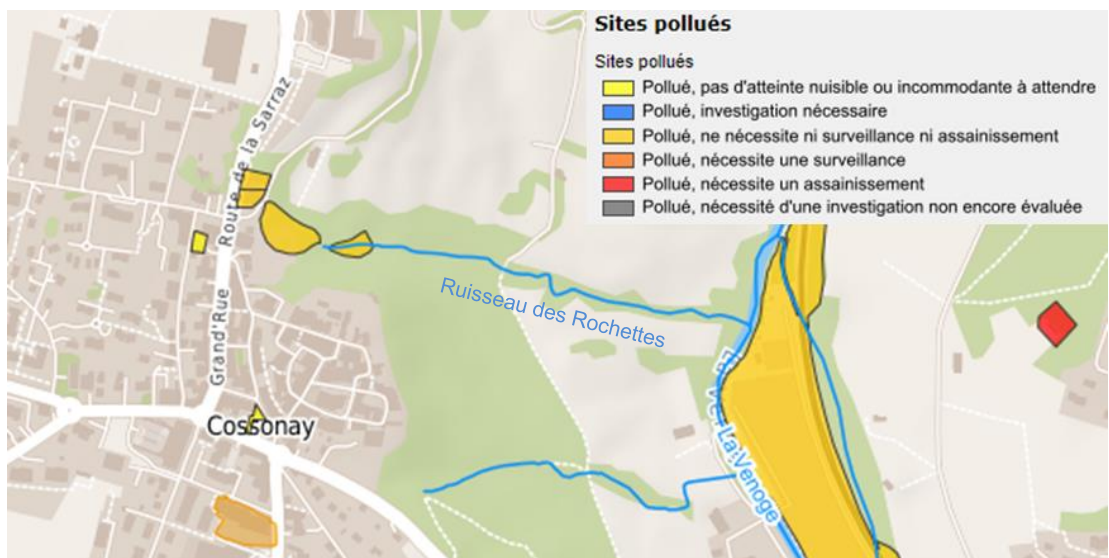 Sites pollués
Sites pollués
Pollué, pas d'atteinte nuisible ou incommodante à attendre
Pollué, investigation nécessaire
Pollué, ne nécessite ni surveillance ni assainissement
Pollué, nécessite une surveillance
Pollué, nécessite un assainissement
Pollué, nécessité d'une investigation non encore évaluée
Route de la Sarraz
Ruisseau des Rochettes
Grand'Rue
Cossonay
La Venoge